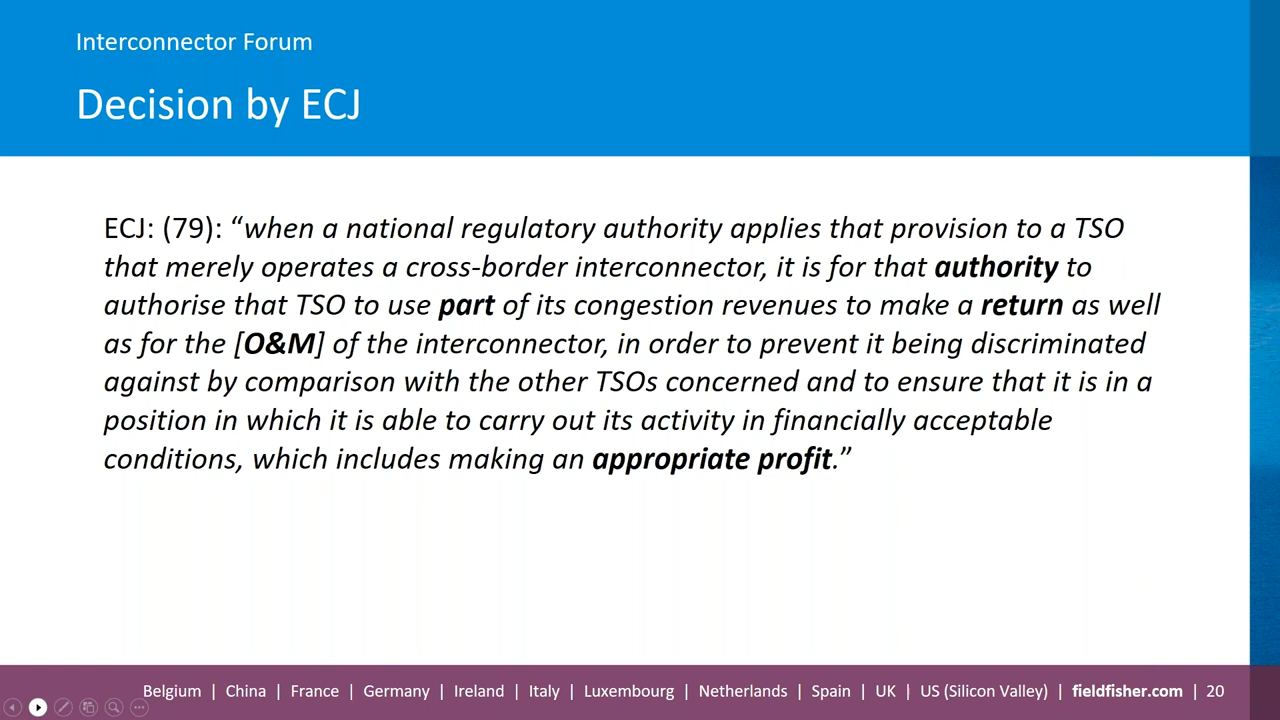 Interconnector Forum
Decision by ECJ
ECJ: (79): “when a national regulatory authority applies that provision to a TSO
that merely operates a cross-border interconnector, it is for that authority to
authorise that TSO to use part of its congestion revenues to make a return as well
as for the [O&M] of the interconnector, in order to prevent it being discriminated
against by comparison with the other TSOs concerned and to ensure that it is in a
position in which it is able to carry out its activity in financially acceptable
conditions, which includes making an appropriate profit.”
Belgium | China | France | Germany | Ireland | Italy | Luxembourg | Netherlands | Spain | UK | US (Silicon Valley) | fieldfisher.com | 20